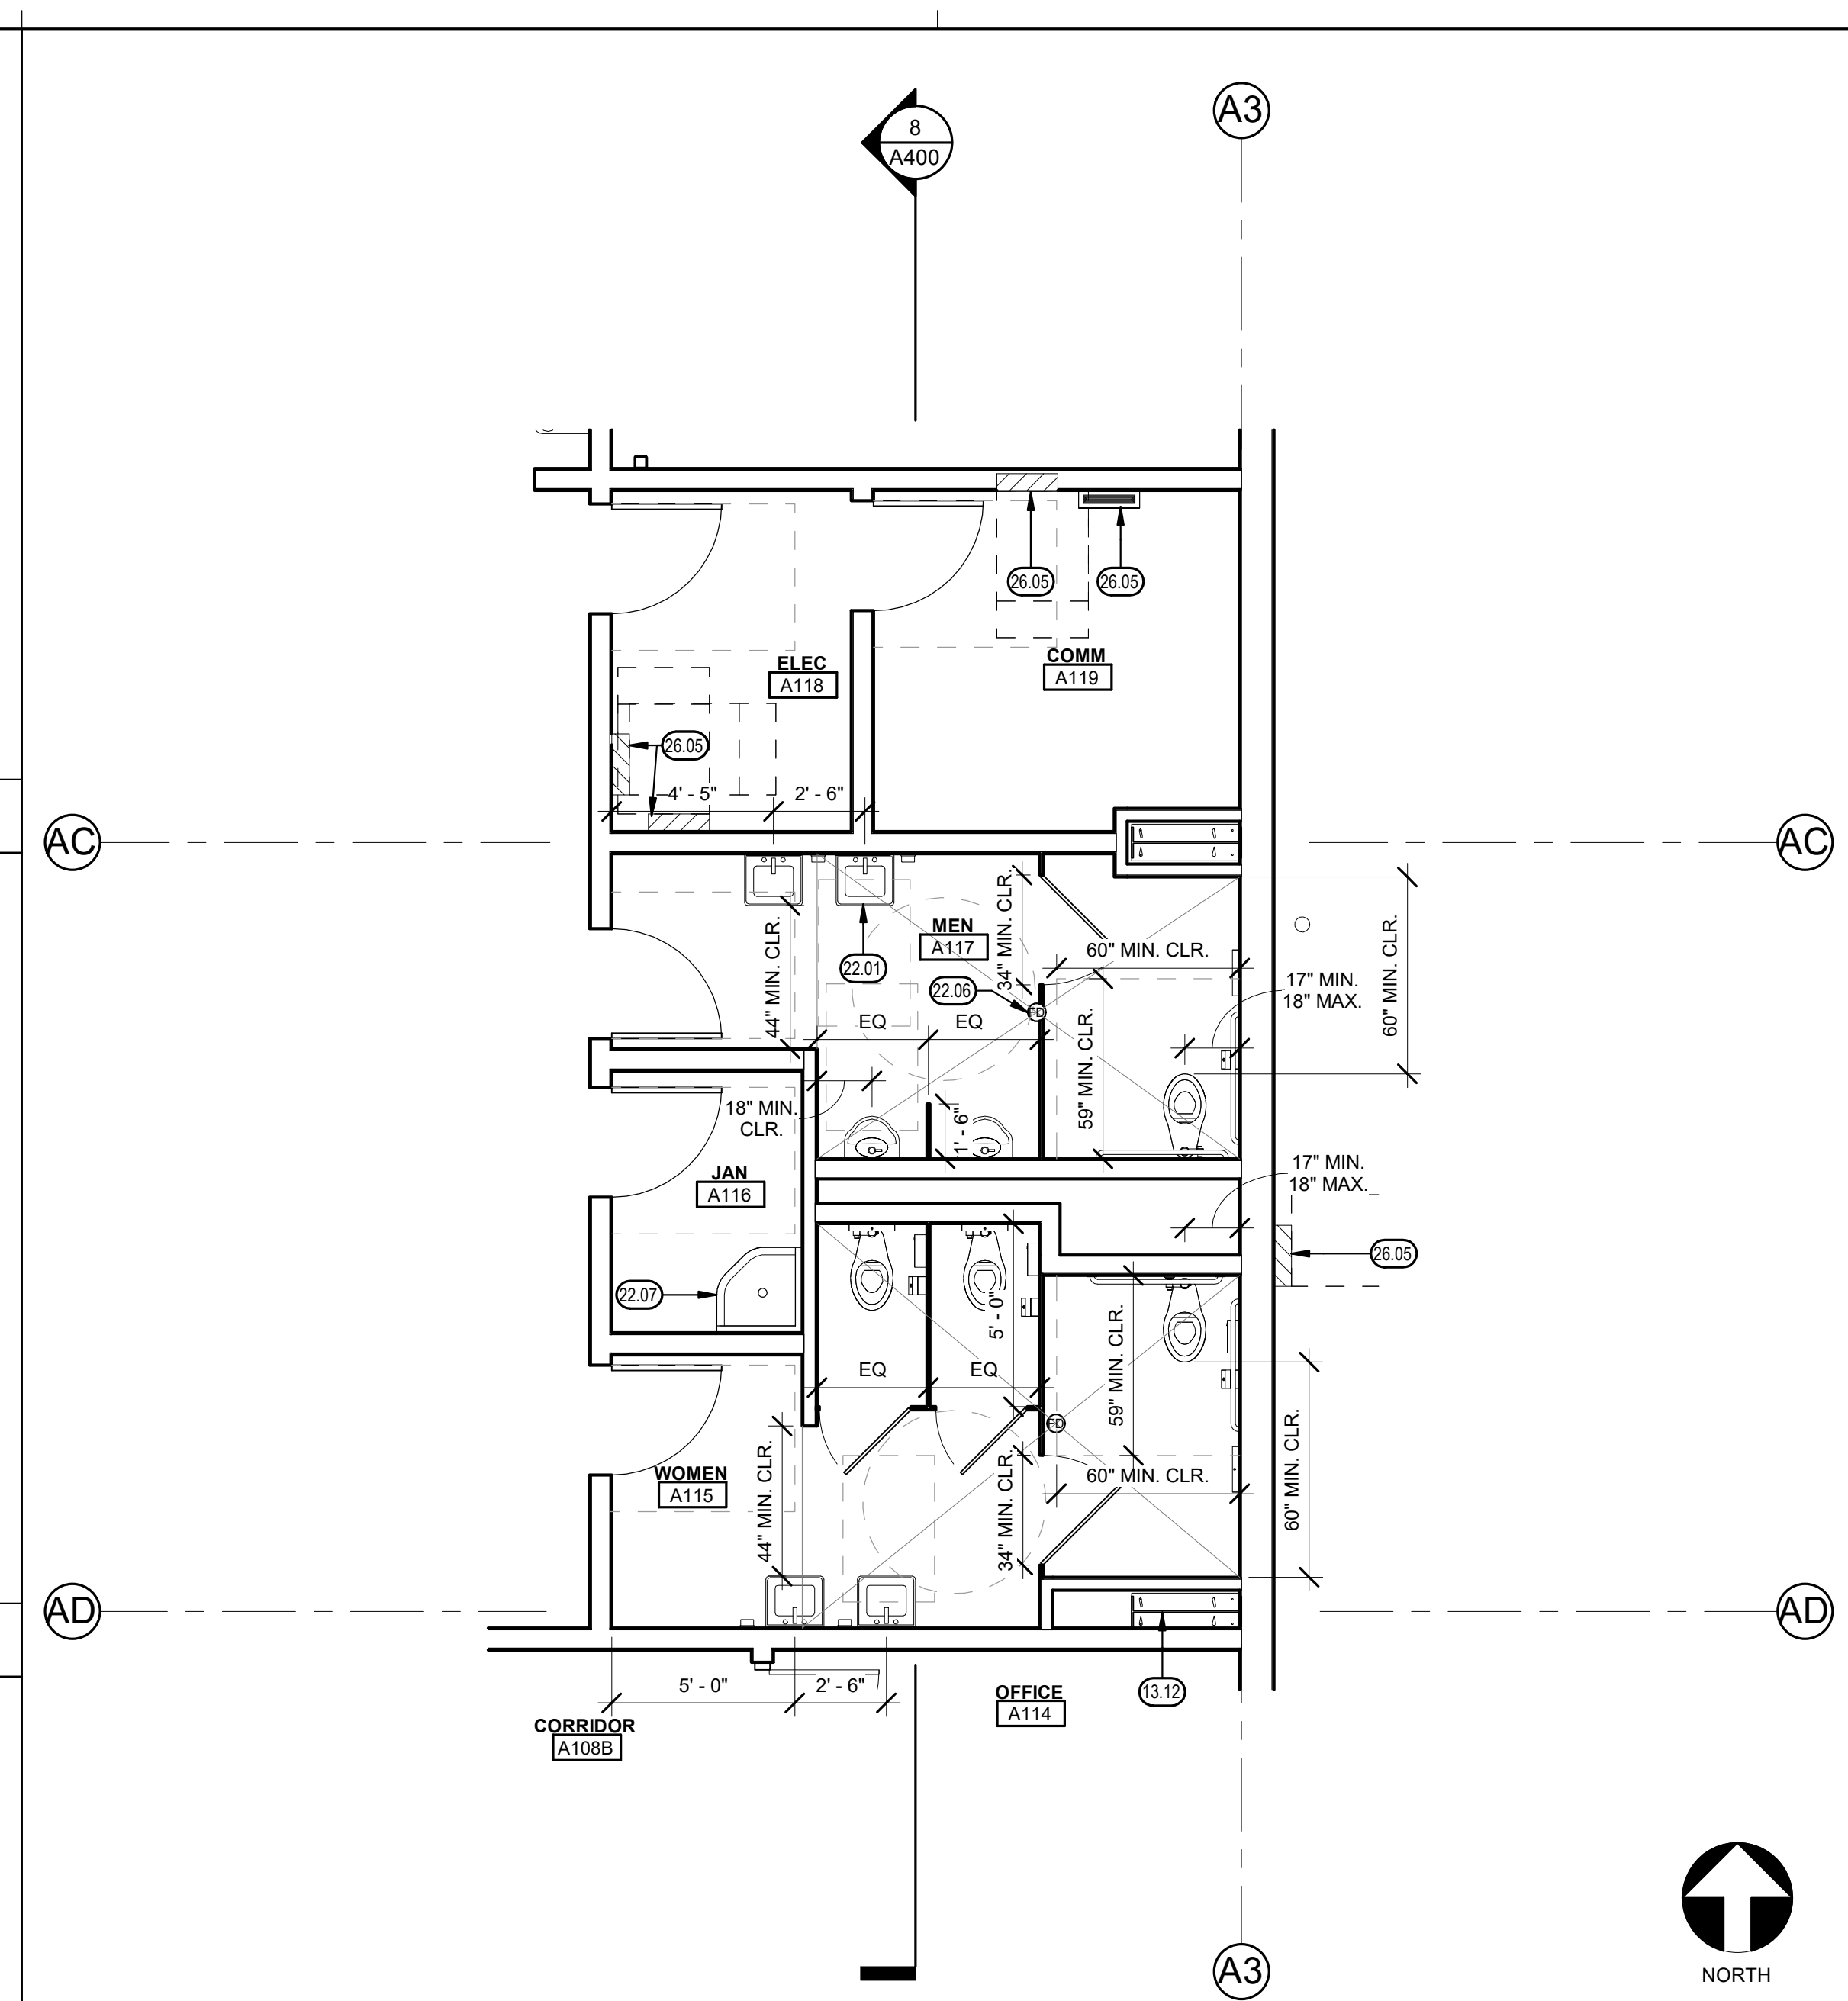 A3
8
A400
26.05
26.05
ELEC
A118
COMM
A119
26.05
4' - 5"
2' - 6"
AC
AC
34" MIN. CLR.
MEN
A117
44" MIN. CLR.
22.01
60" MIN. CLR.
60" MIN. CLR.
17" MIN.
18" MAX.
22.06
FD
EQ
EQ
59" MIN. CLR.
18" MIN.
CLR.
1' - 6"
JAN
A116
17" MIN.
18" MAX.
26.05
22.07
5' - 0"
59" MIN. CLR.
EQ
EQ
FD
44" MIN. CLR.
WOMEN
A115
34" MIN. CLR.
60" MIN. CLR.
60" MIN. CLR.
AD
AD
5' - 0"
2' - 6"
OFFICE
A114
13.12
CORRIDOR
A108B
A3
NORTH